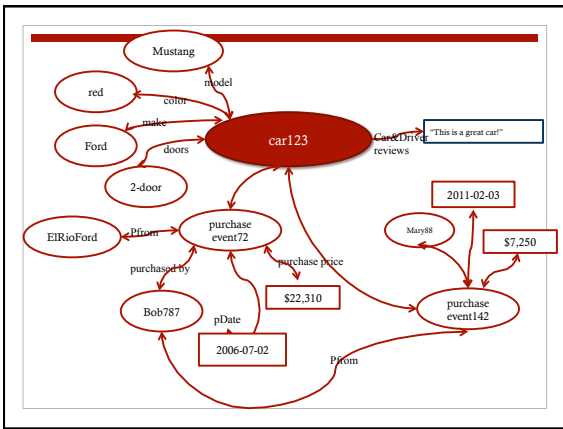 Mustang
model
red
color
make
Ford
car123
Car&Driver
reviews
"This is a great car!"
doors
2-door
2011-02-03
ElRioFord
Pfrom
purchase
event72
Mary88
$7,250
purchased by
purchase price
$22,310
purchase
event142
Bob787
pDate
2006-07-02
Pfrom